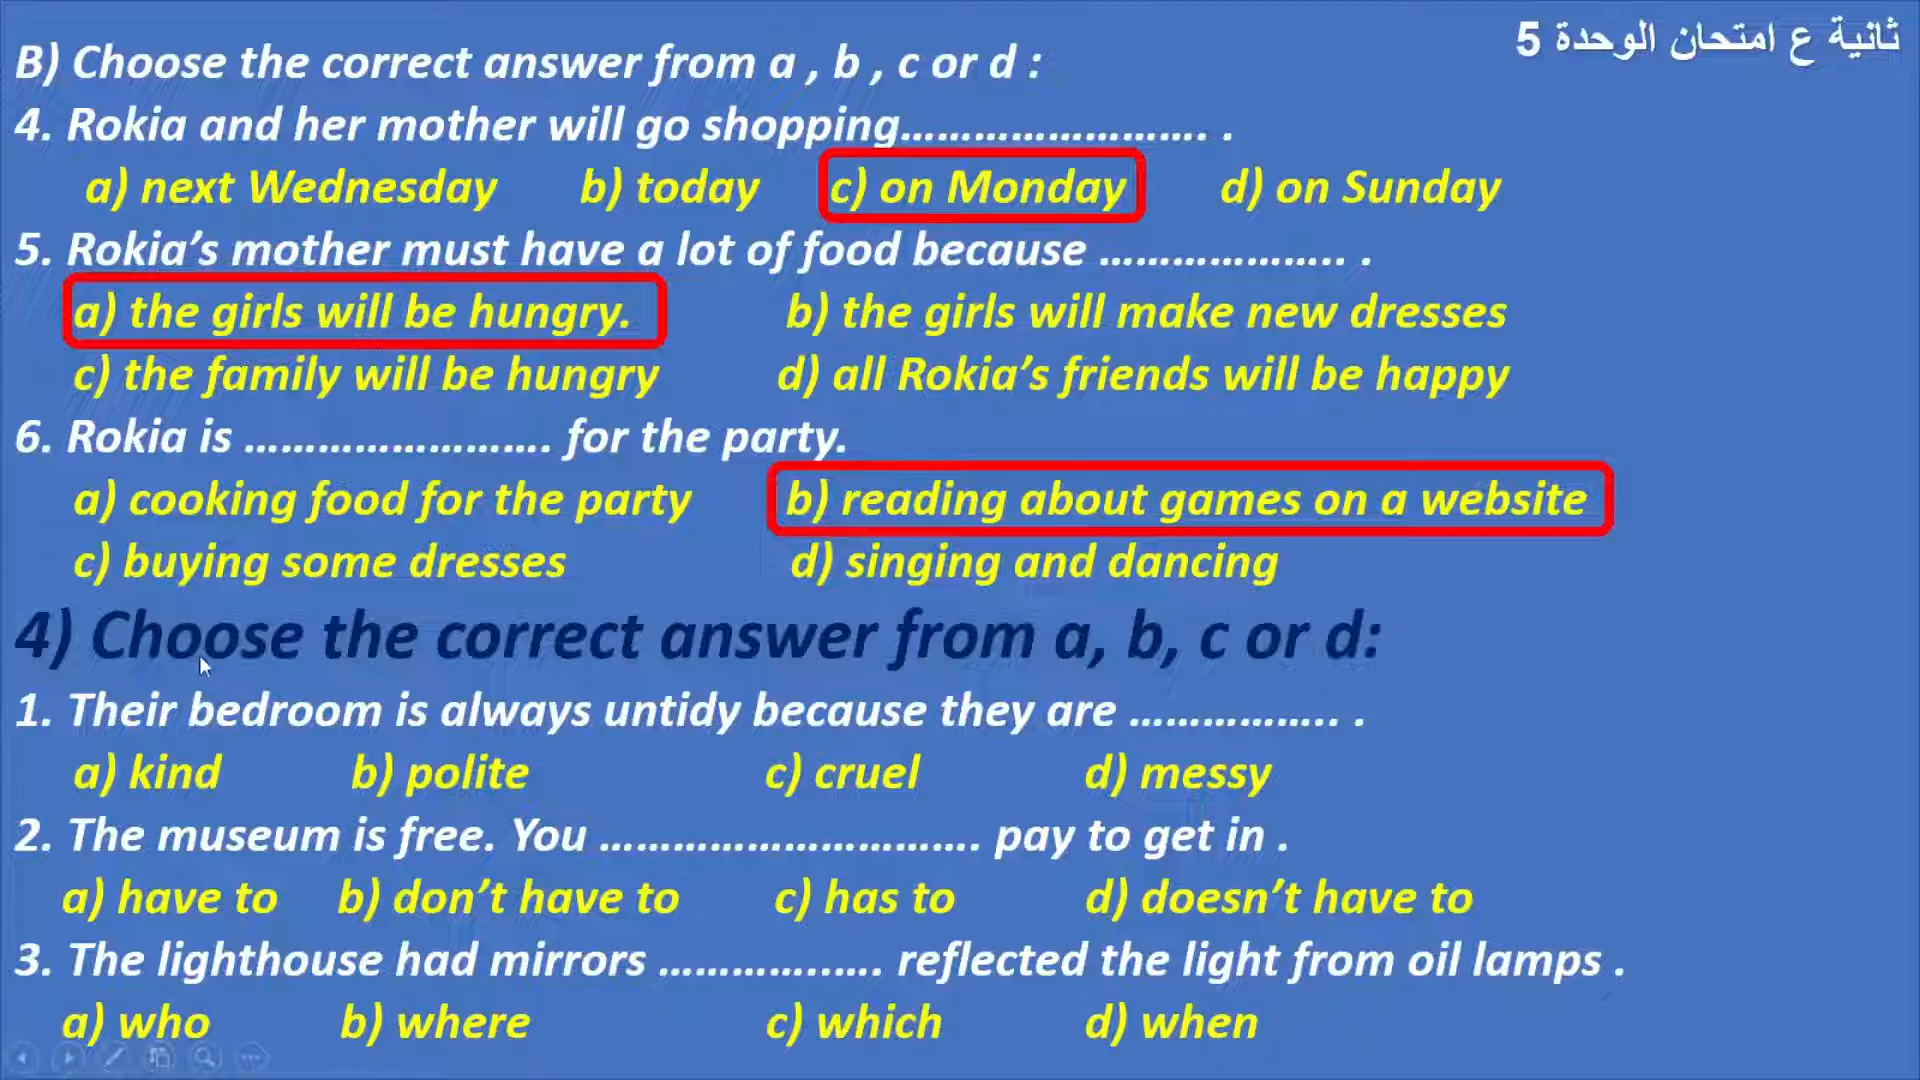 ثانية ع امتحان الوحدة 5
B) Choose the correct answer from a , b , c or d :
4. Rokia and her mother will go shopping……………………. .
a) next Wednesday b) today c) on Monday d) on Sunday
5. Rokia’s mother must have a lot of food because ……………….. .
a) the girls will be hungry. b) the girls will make new dresses
c) the family will be hungry d) all Rokia’s friends will be happy
6. Rokia is ……………………. for the party.
a) cooking food for the party b) reading about games on a website
c) buying some dresses d) singing and dancing
4) Choose the correct answer from a, b, c or d:
1. Their bedroom is always untidy because they are …………….. .
a) kind b) polite c) cruel d) messy
2. The museum is free. You …………………………. pay to get in .
a) have to b) don’t have to c) has to d) doesn’t have to
3. The lighthouse had mirrors …………..…. reflected the light from oil lamps .
a) who b) where c) which d) when